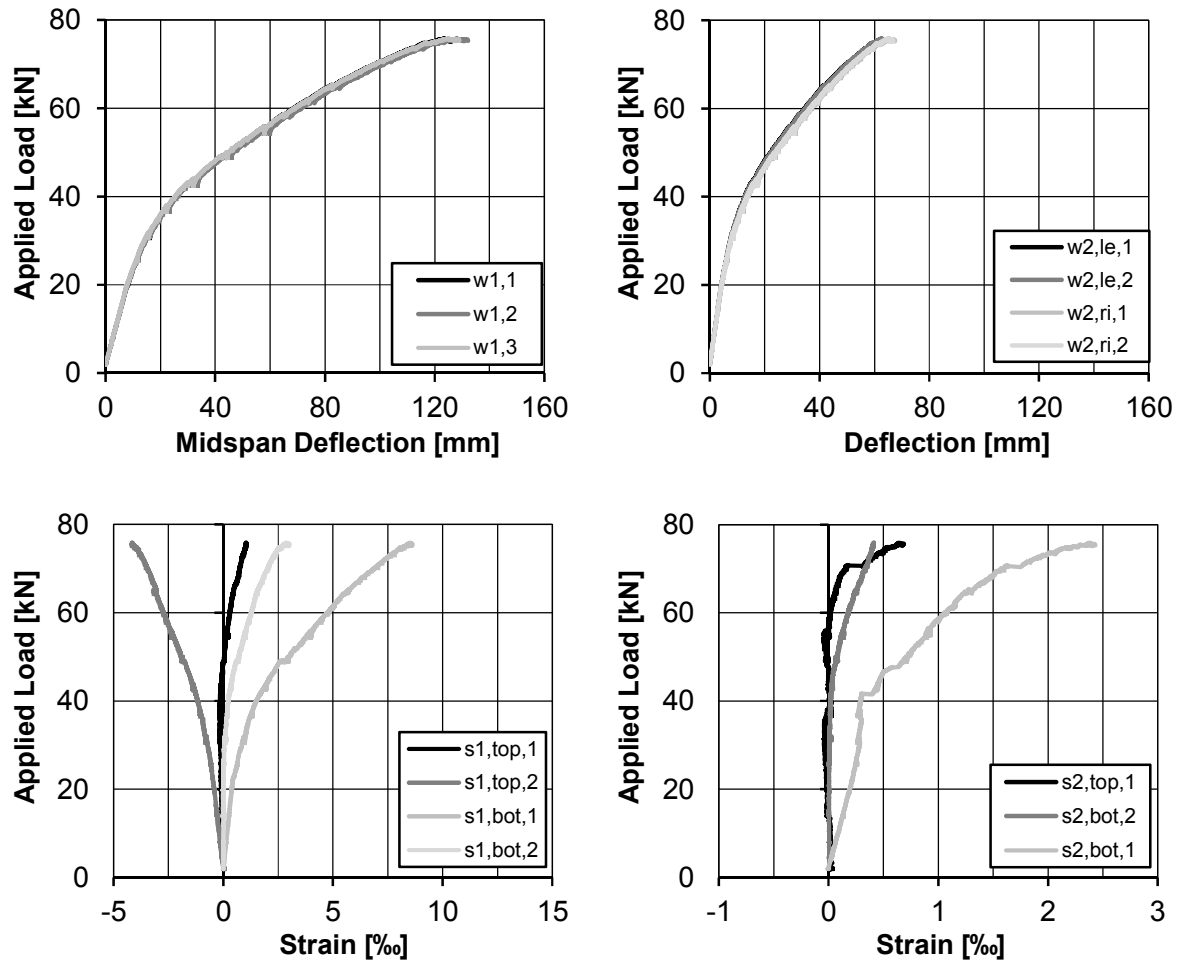 80
60
40
20
0
Applied Load [kN]
0 40 80 120 160
Midspan Deflection [mm]
w1,1
w1,2
w1,3
80
60
40
20
0
Applied Load [kN]
0 40 80 120 160
Deflection [mm]
w2,le,1
w2,le,2
w2,ri,1
w2,ri,2
80
60
40
20
0
Applied Load [kN]
-5 0 5 10 15
Strain [‰]
s1,top,1
s1,top,2
s1,bot,1
s1,bot,2
80
60
40
20
0
Applied Load [kN]
-1 0 1 2 3
Strain [‰]
s2,top,1
s2,bot,2
s2,bot,1